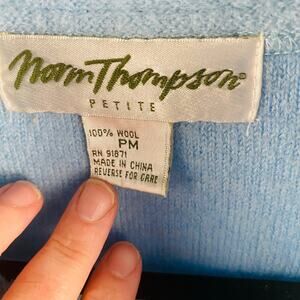 Norm Thompson®
PETITE
100% WOOL
PM
RN 91871
MADE IN CHINA
REVERSE FOR CARE